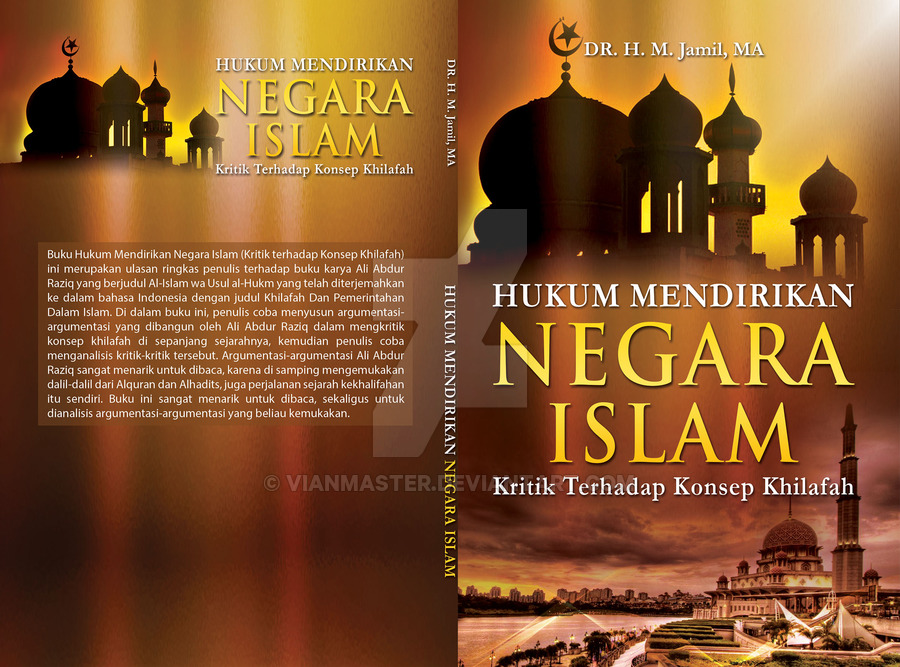 HUKUM MENDIRIKAN
NEGARA
ISLAM
Kritik Terhadap Konsep Khilafah
Buku Hukum Mendirikan Negara Islam (Kritik terhadap Konsep Khilafah)
ini merupakan ulasan ringkas penulis terhadap buku karya Ali Abdur
Raziq yang berjudul Al-Islam wa Usul al-Hukm yang telah diterjemahkan
ke dalam bahasa Indonesia dengan judul Khilafah Dan Pemerintahan
Dalam Islam. Di dalam buku ini, penulis coba menyusun argumentasi-
argumentasi yang dibangun oleh Ali Abdur Raziq dalam mengkritik
konsep khilafah di sepanjang sejarahnya, kemudian penulis coba
menganalisis kritik-kritik tersebut. Argumentasi-argumentasi Ali Abdur
Raziq sangat menarik untuk dibaca, karena di samping mengemukakan
dalil-dalil dari Alquran dan Alhadits, juga perjalanan sejarah kekhalifahan
itu sendiri. Buku ini sangat menarik untuk dibaca, sekaligus untuk
dianalisis argumentasi-argumentasi yang beliau kemukakan.
DR. H. M. Jamil, MA
HUKUM MENDIRIKAN NEGARA ISLAM
DR. H. M. Jamil, MA
HUKUM MENDIRIKAN
NEGARA
ISLAM
Kritik Terhadap Konsep Khilafah
© VIANMASTER.DEVIANTART.COM